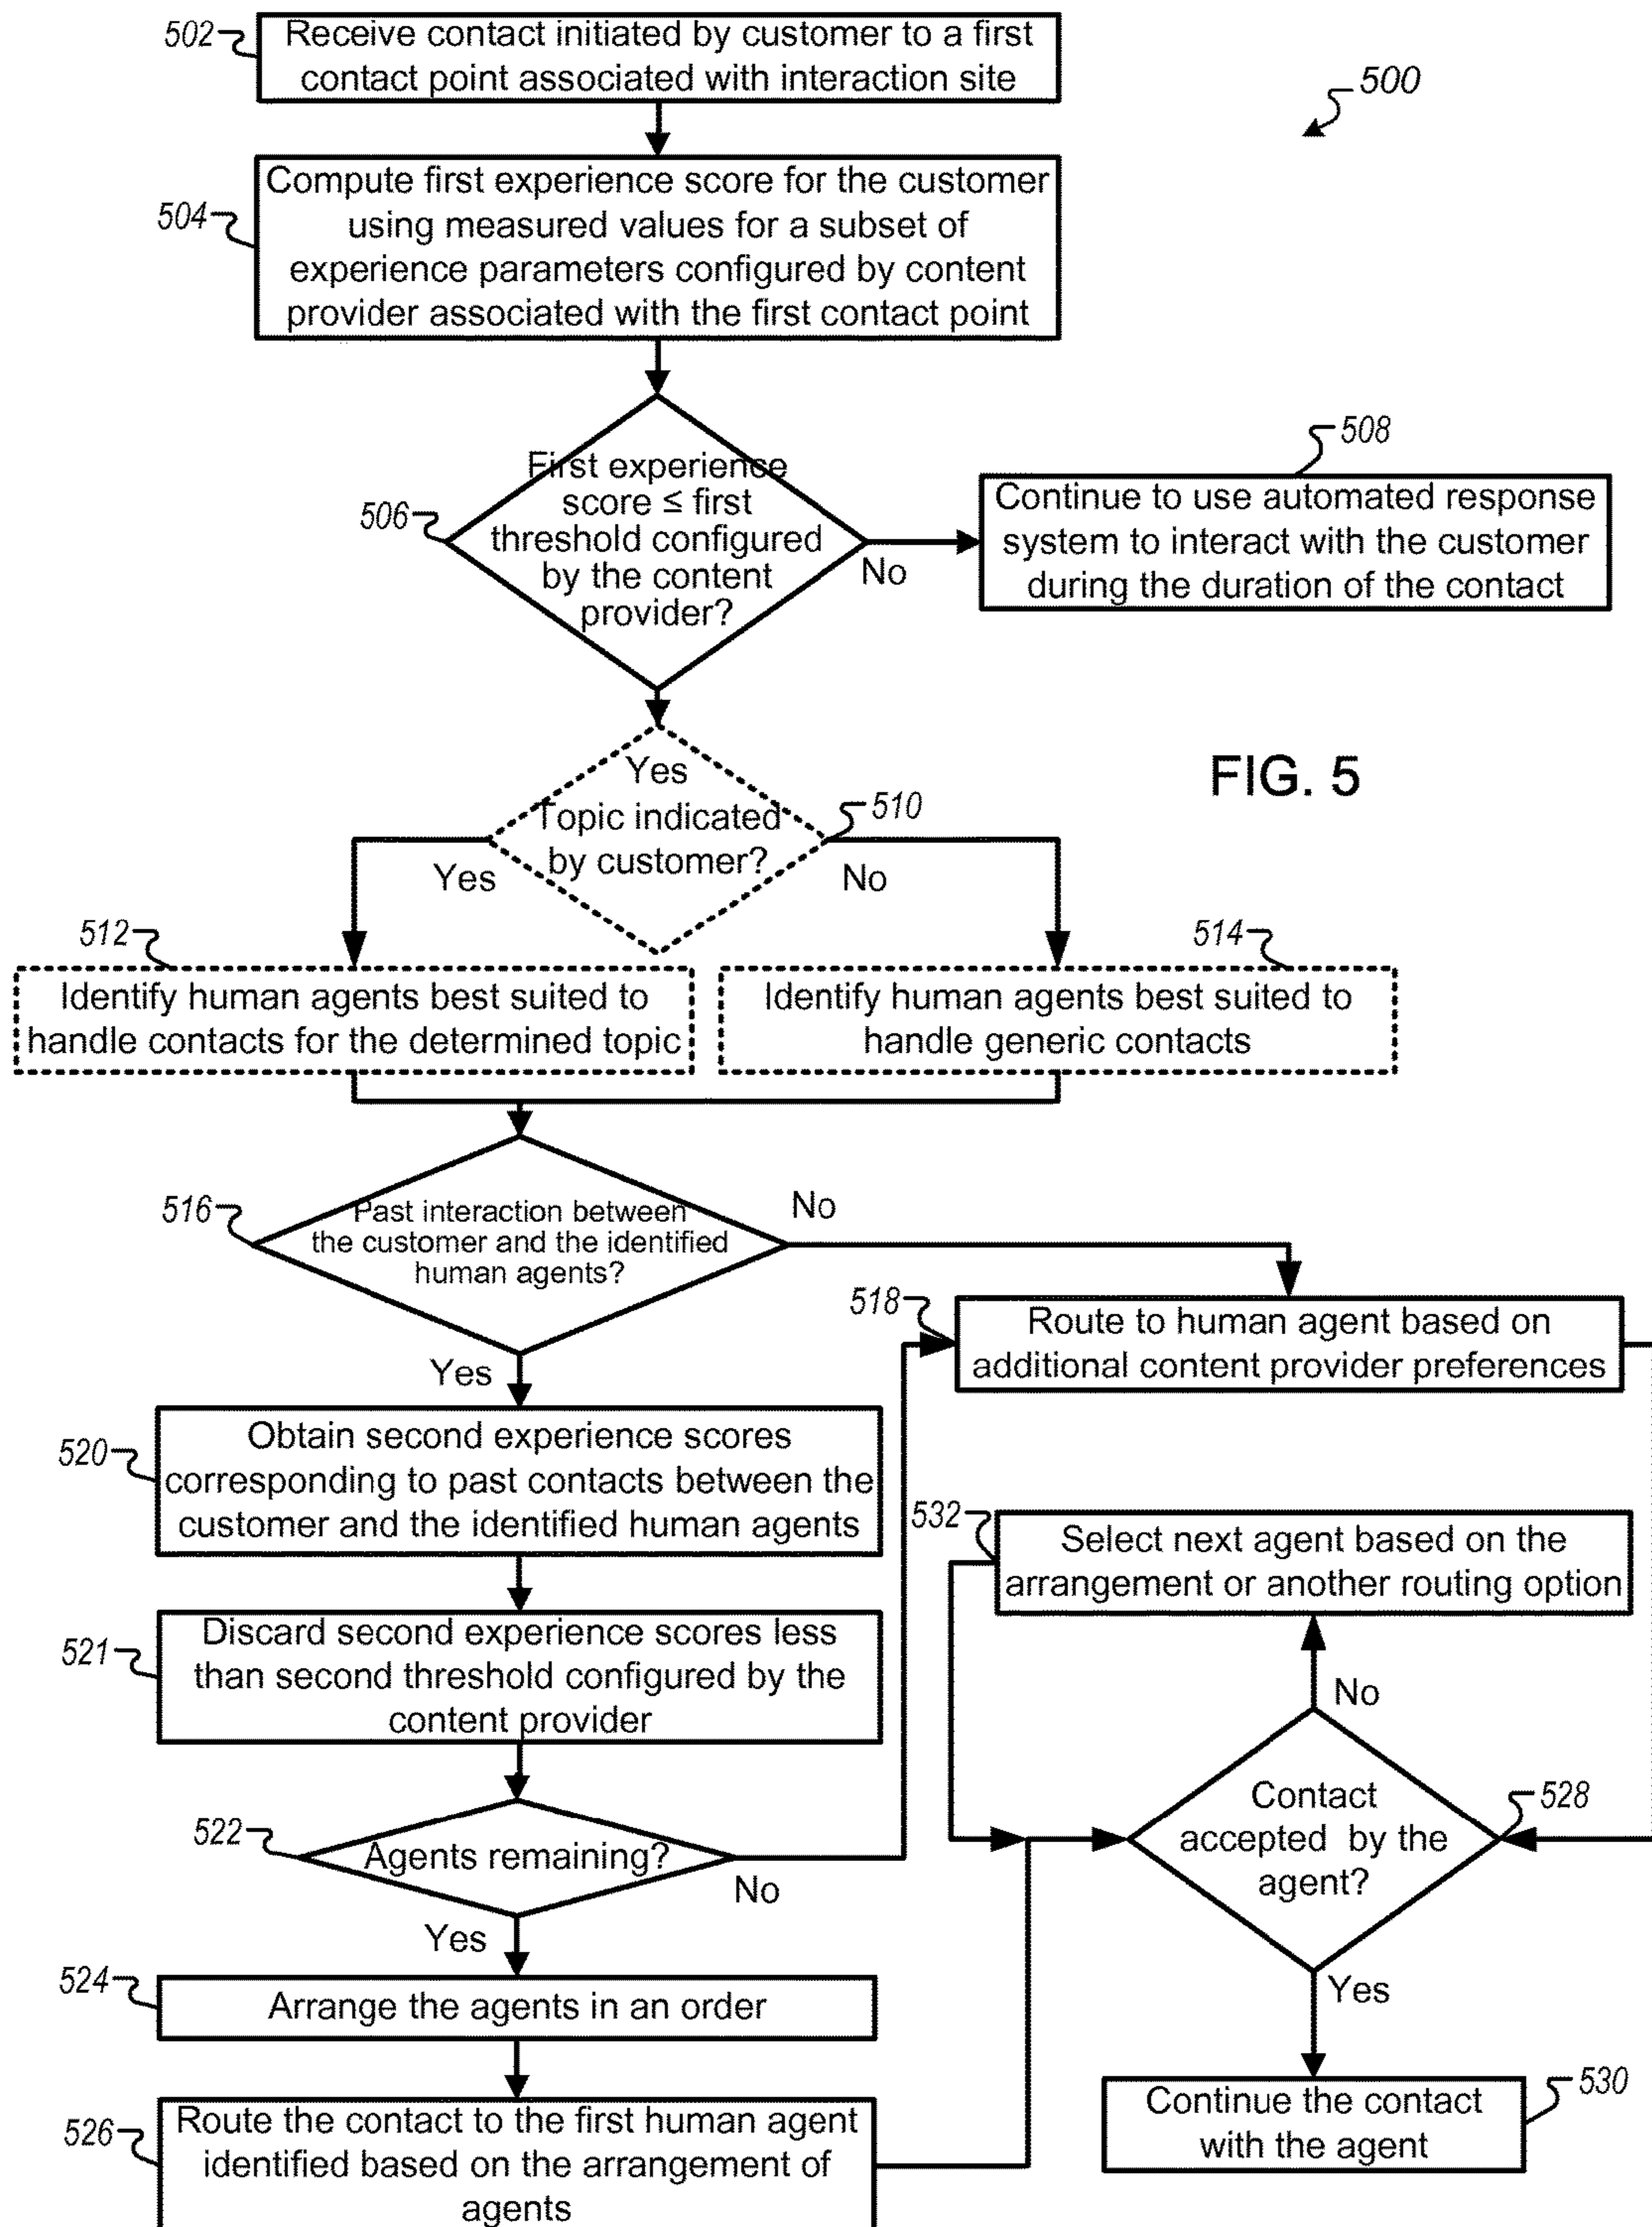 502
Receive contact initiated by customer to a first
contact point associated with interaction site
500
504
Compute first experience score for the customer
using measured values for a subset of
experience parameters configured by content
provider associated with the first contact point
506
First experience
score ≤ first
threshold configured
by the content
provider?
No
508
Continue to use automated response
system to interact with the customer
during the duration of the contact
FIG. 5
Yes
510
Topic indicated
by customer?
Yes
No
512
Identify human agents best suited to
handle contacts for the determined topic
514
Identify human agents best suited to
handle generic contacts
516
Past interaction between
the customer and the identified
human agents?
No
Yes
518
Route to human agent based on
additional content provider preferences
520
Obtain second experience scores
corresponding to past contacts between the
customer and the identified human agents
532
Select next agent based on the
arrangement or another routing option
521
Discard second experience scores less
than second threshold configured by the
content provider
No
522
Agents remaining?
No
Yes
528
Contact
accepted by the
agent?
Yes
524
Arrange the agents in an order
526
Route the contact to the first human agent
identified based on the arrangement of
agents
530
Continue the contact
with the agent